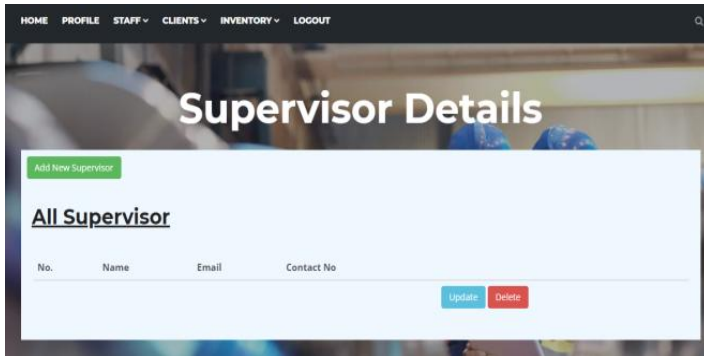 HOME PROFILE STAFF CLIENTS INVENTORY LOGOUT
Supervisor Details
Add New Supervisor
All Supervisor
No. Name Email Contact No
Update Delete